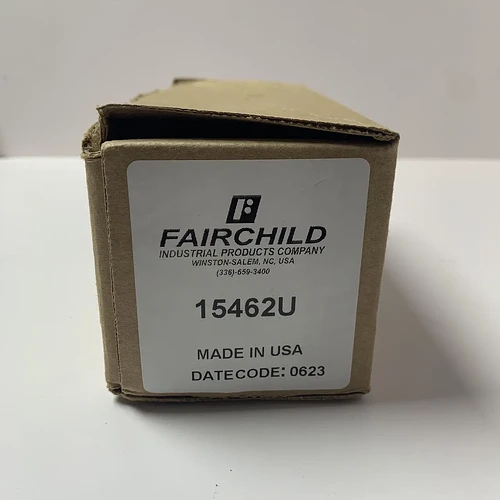 FAIRCHILD
INDUSTRIAL PRODUCTS COMPANY
WINSTON-SALEM, NC, USA
(336)-659-3400
15462U
MADE IN USA
DATECODE: 0623